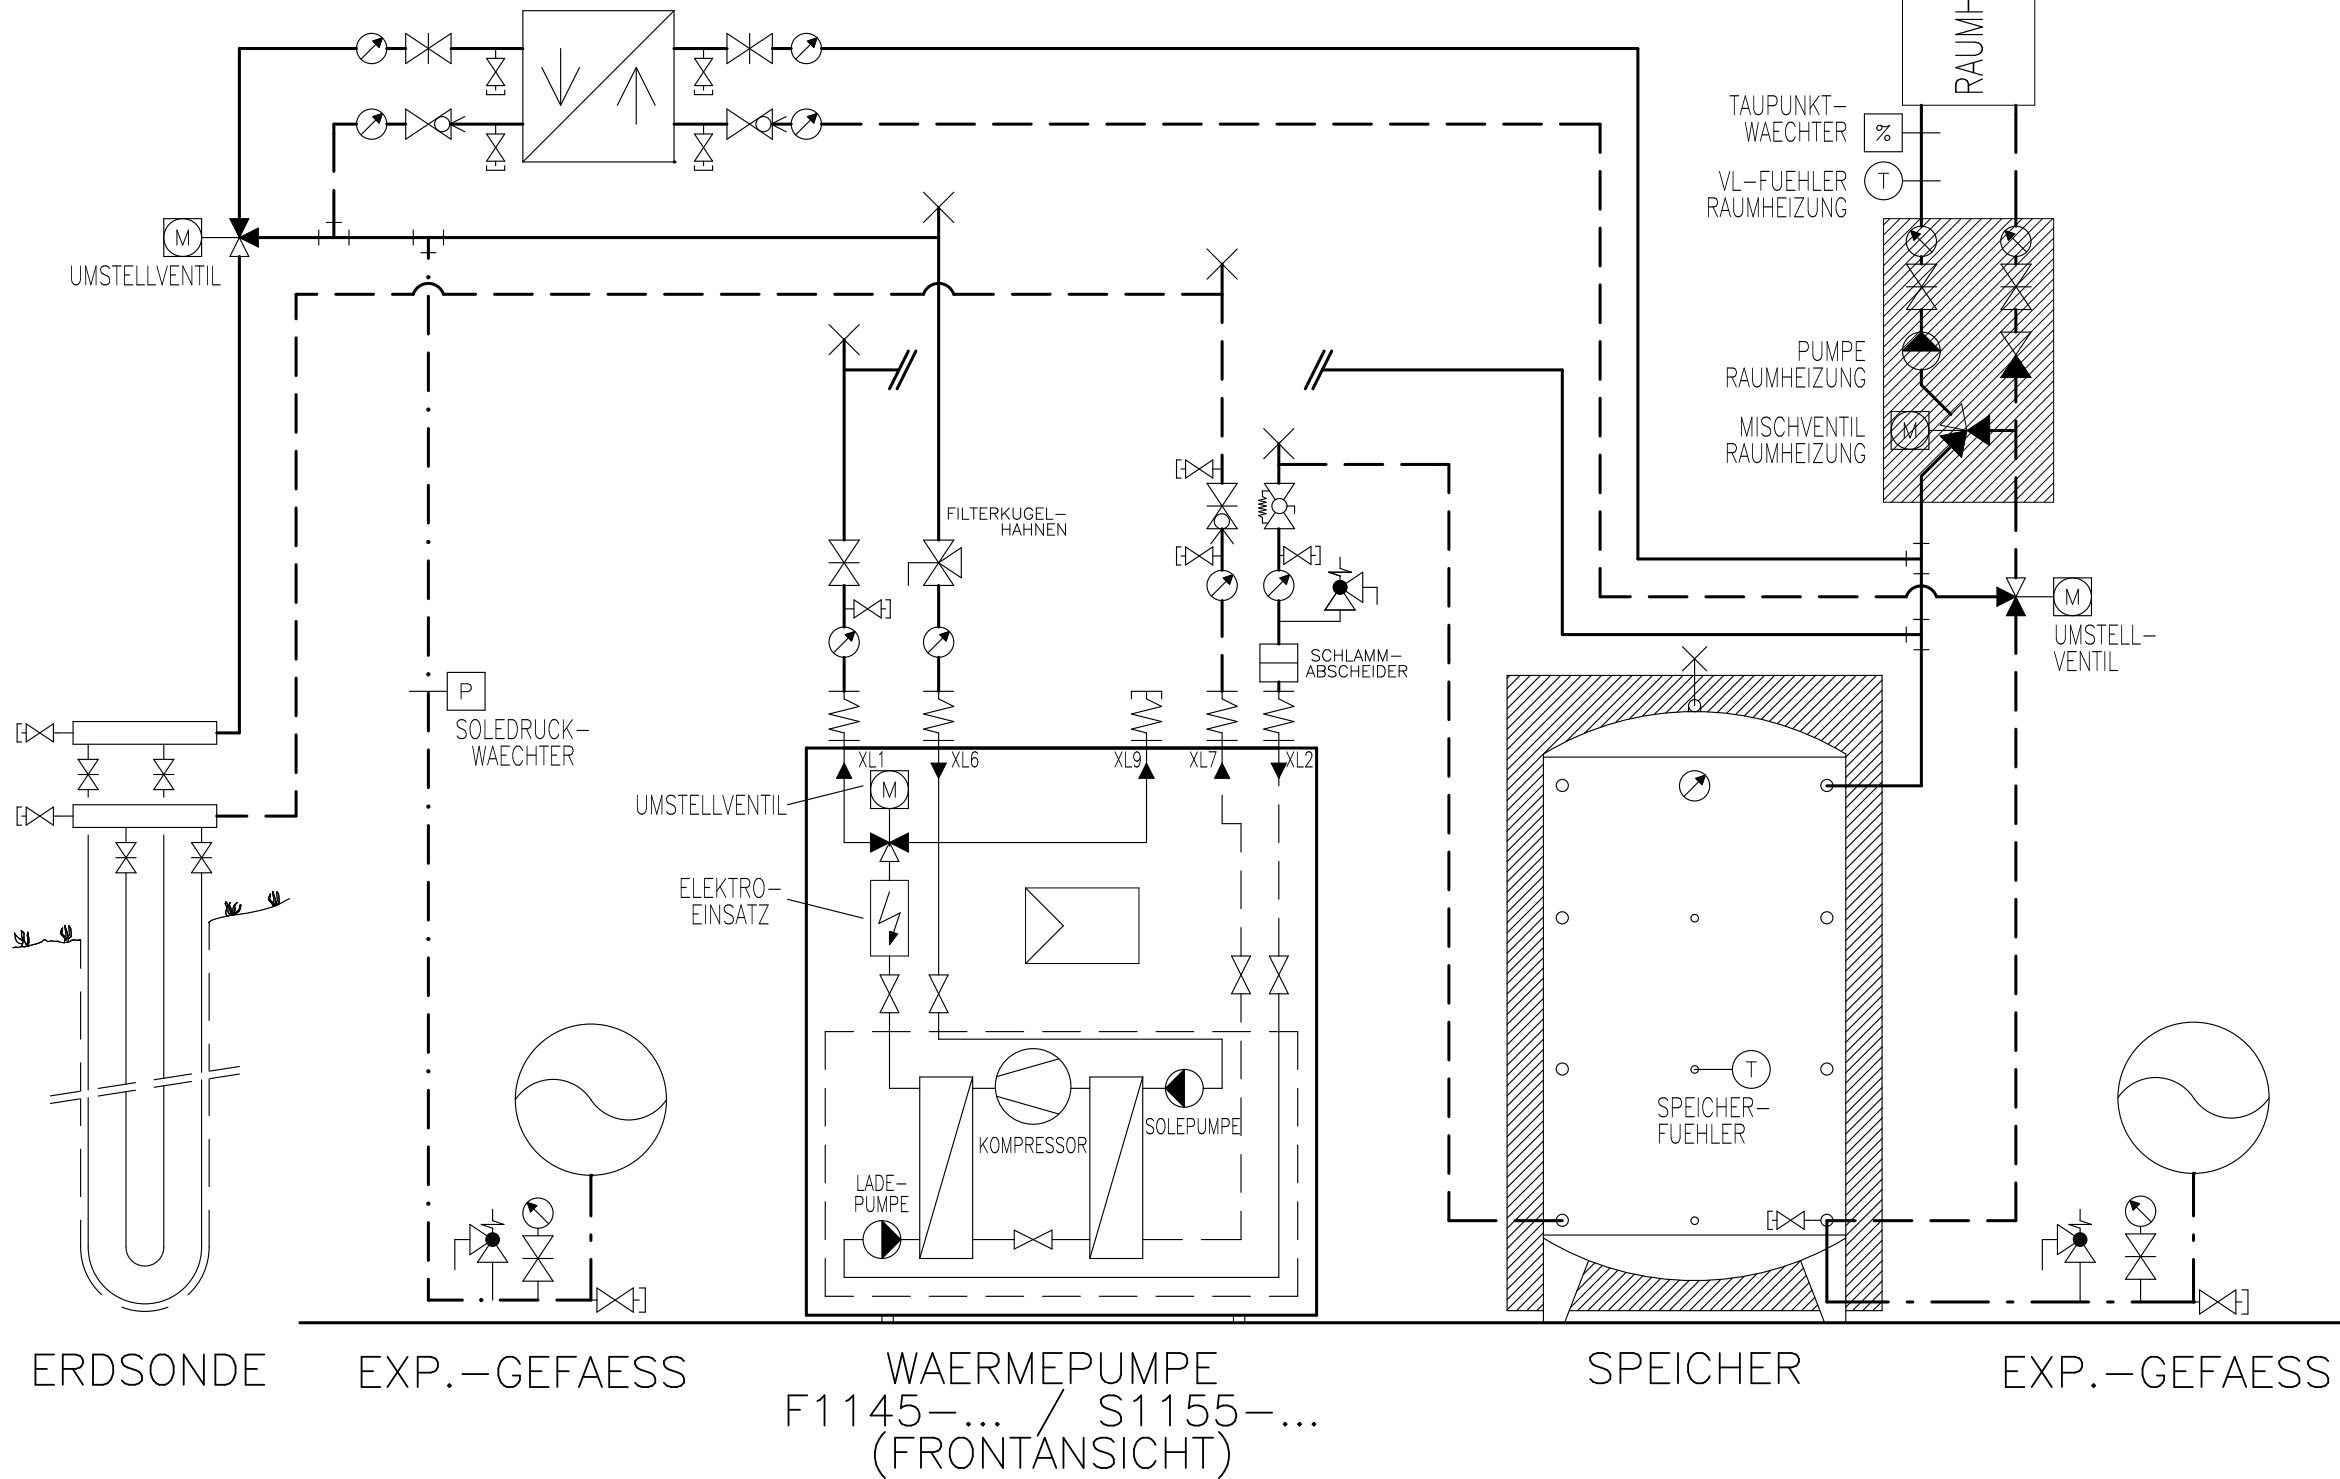 RAUMH
TAUPUNKT-
WAECHTER
%
VL-FUEHLER
RAUMHEIZUNG
T
M
UMSTELLVENTIL
PUMPE
RAUMHEIZUNG
MISCHVENTIL
RAUMHEIZUNG
M
FILTERKUGEL-
HAHNEN
M
UMSTELL-
VENTIL
SCHLAMM-
ABSCHEIDER
P
SOLEDRUCK-
WAECHTER
XL1
XL6
XL9
XL7
XL2
UMSTELLVENTIL
M
ELEKTRO-
EINSATZ
KOMPRESSOR
SOLEPUMPE
LADE-
PUMPE
T
SPEICHER-
FUEHLER
ERDSONDE
EXP.-GEFAESS
WAERMEPUMPE
F1145-... / S1155-...
(FRONTANSICHT)
SPEICHER
EXP.-GEFAESS